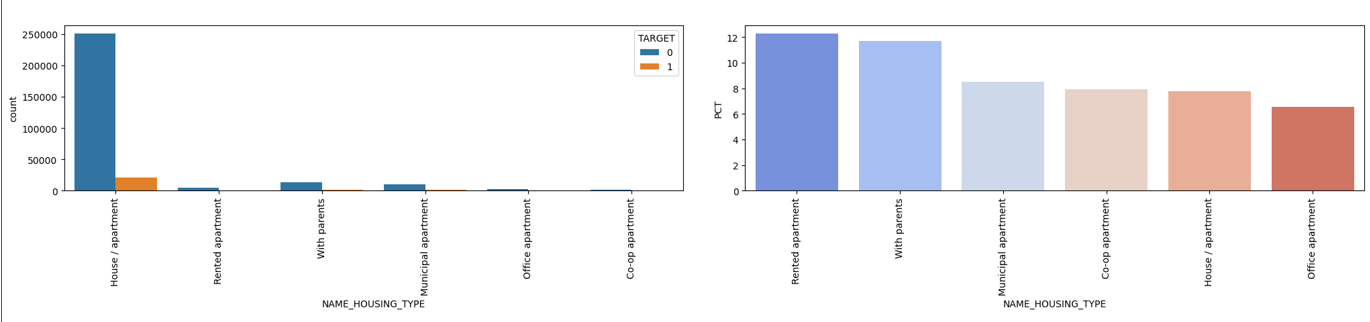 250000
200000
150000
100000
50000
0
count
TARGET
0
1
House / apartment
Rented apartment
With parents
Municipal apartment
Office apartment
Co-op apartment
NAME_HOUSING_TYPE
12
10
8
6
4
2
0
PCT
Rented apartment
With parents
Municipal apartment
Co-op apartment
House / apartment
Office apartment
NAME_HOUSING_TYPE